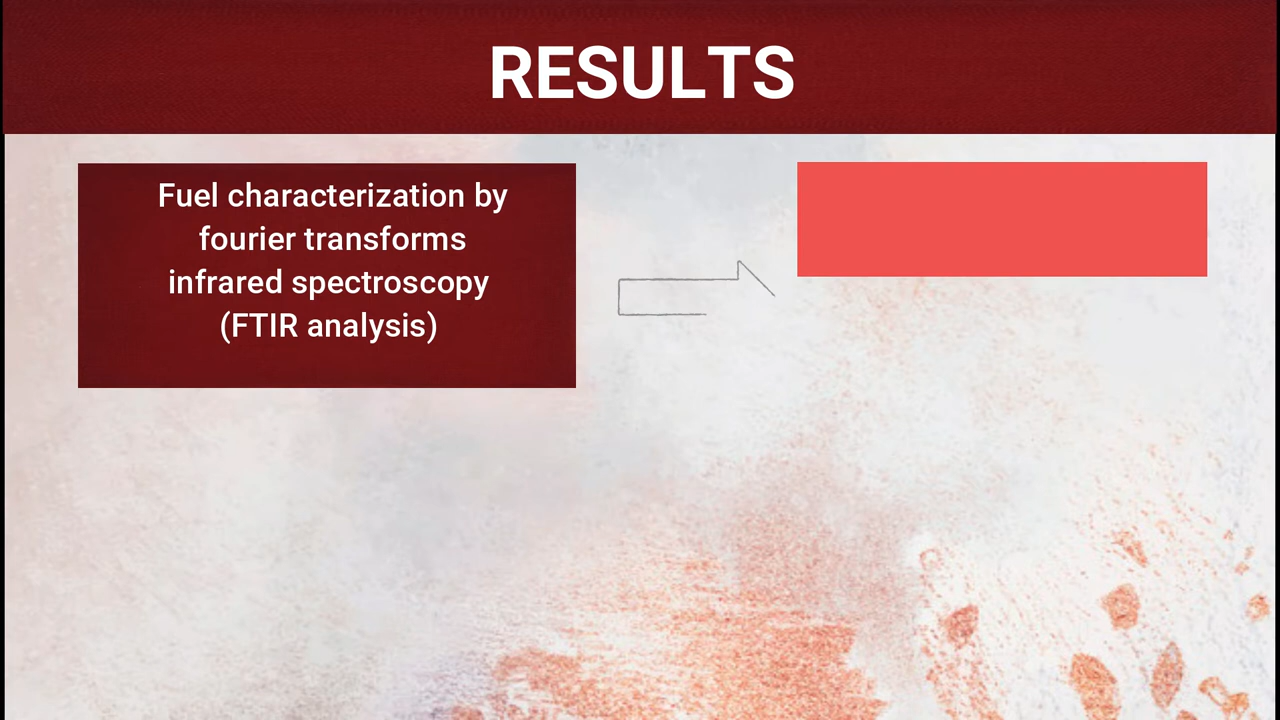 RESULTS
Fuel characterization by
fourier transforms
infrared spectroscopy
(FTIR analysis)